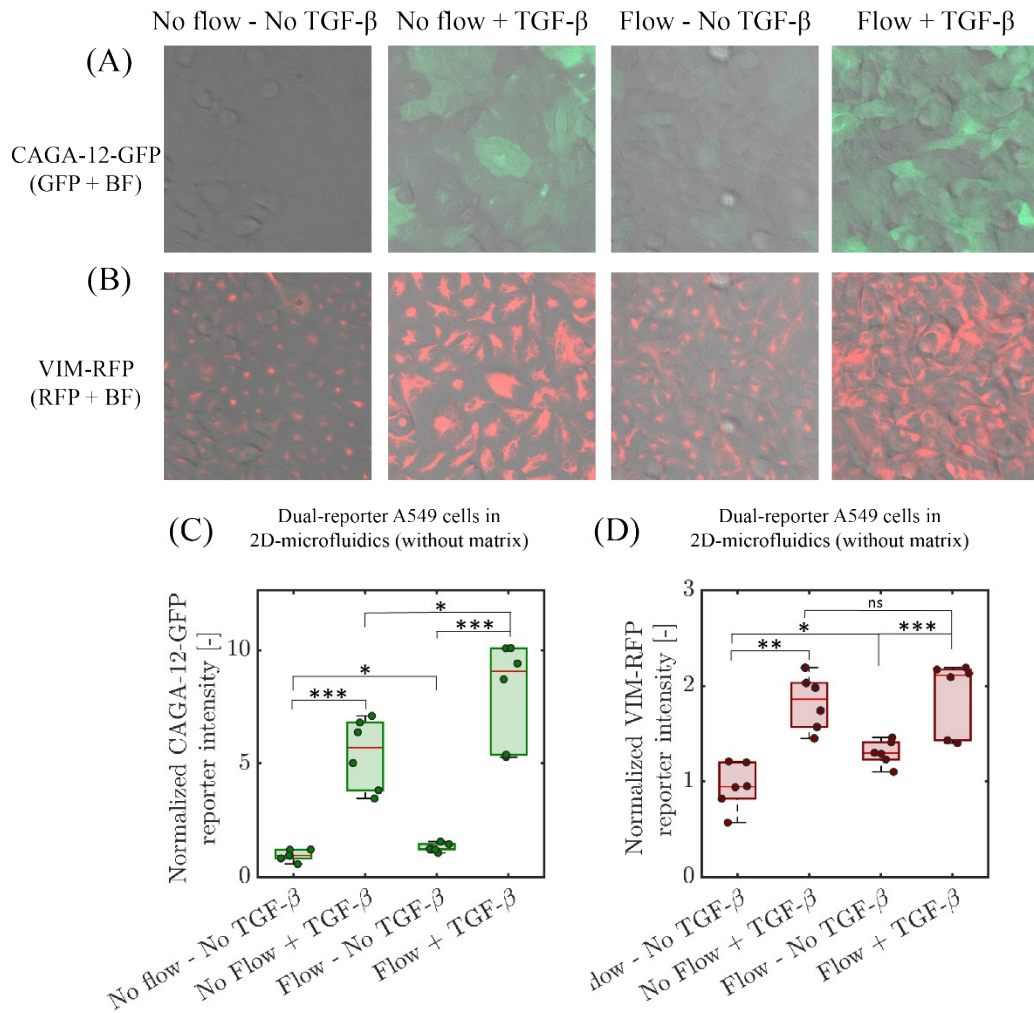 No flow - No TGF-β
No flow + TGF-β
Flow - No TGF-β
Flow + TGF-β
(A)
CAGA-12-GFP
(GFP + BF)
(B)
VIM-RFP
(RFP + BF)
(C)
Dual-reporter A549 cells in
2D-microfluidics (without matrix)
Normalized CAGA-12-GFP
reporter intensity [-]
10
5
0
*
***
*
***
No flow - No TGF-β
No Flow + TGF-β
Flow - No TGF-β
Flow + TGF-β
(D)
Dual-reporter A549 cells in
2D-microfluidics (without matrix)
Normalized VIM-RFP
reporter intensity [-]
3
2
1
0
ns
*
***
**
flow - No TGF-β
No Flow + TGF-β
Flow - No TGF-β
Flow + TGF-β